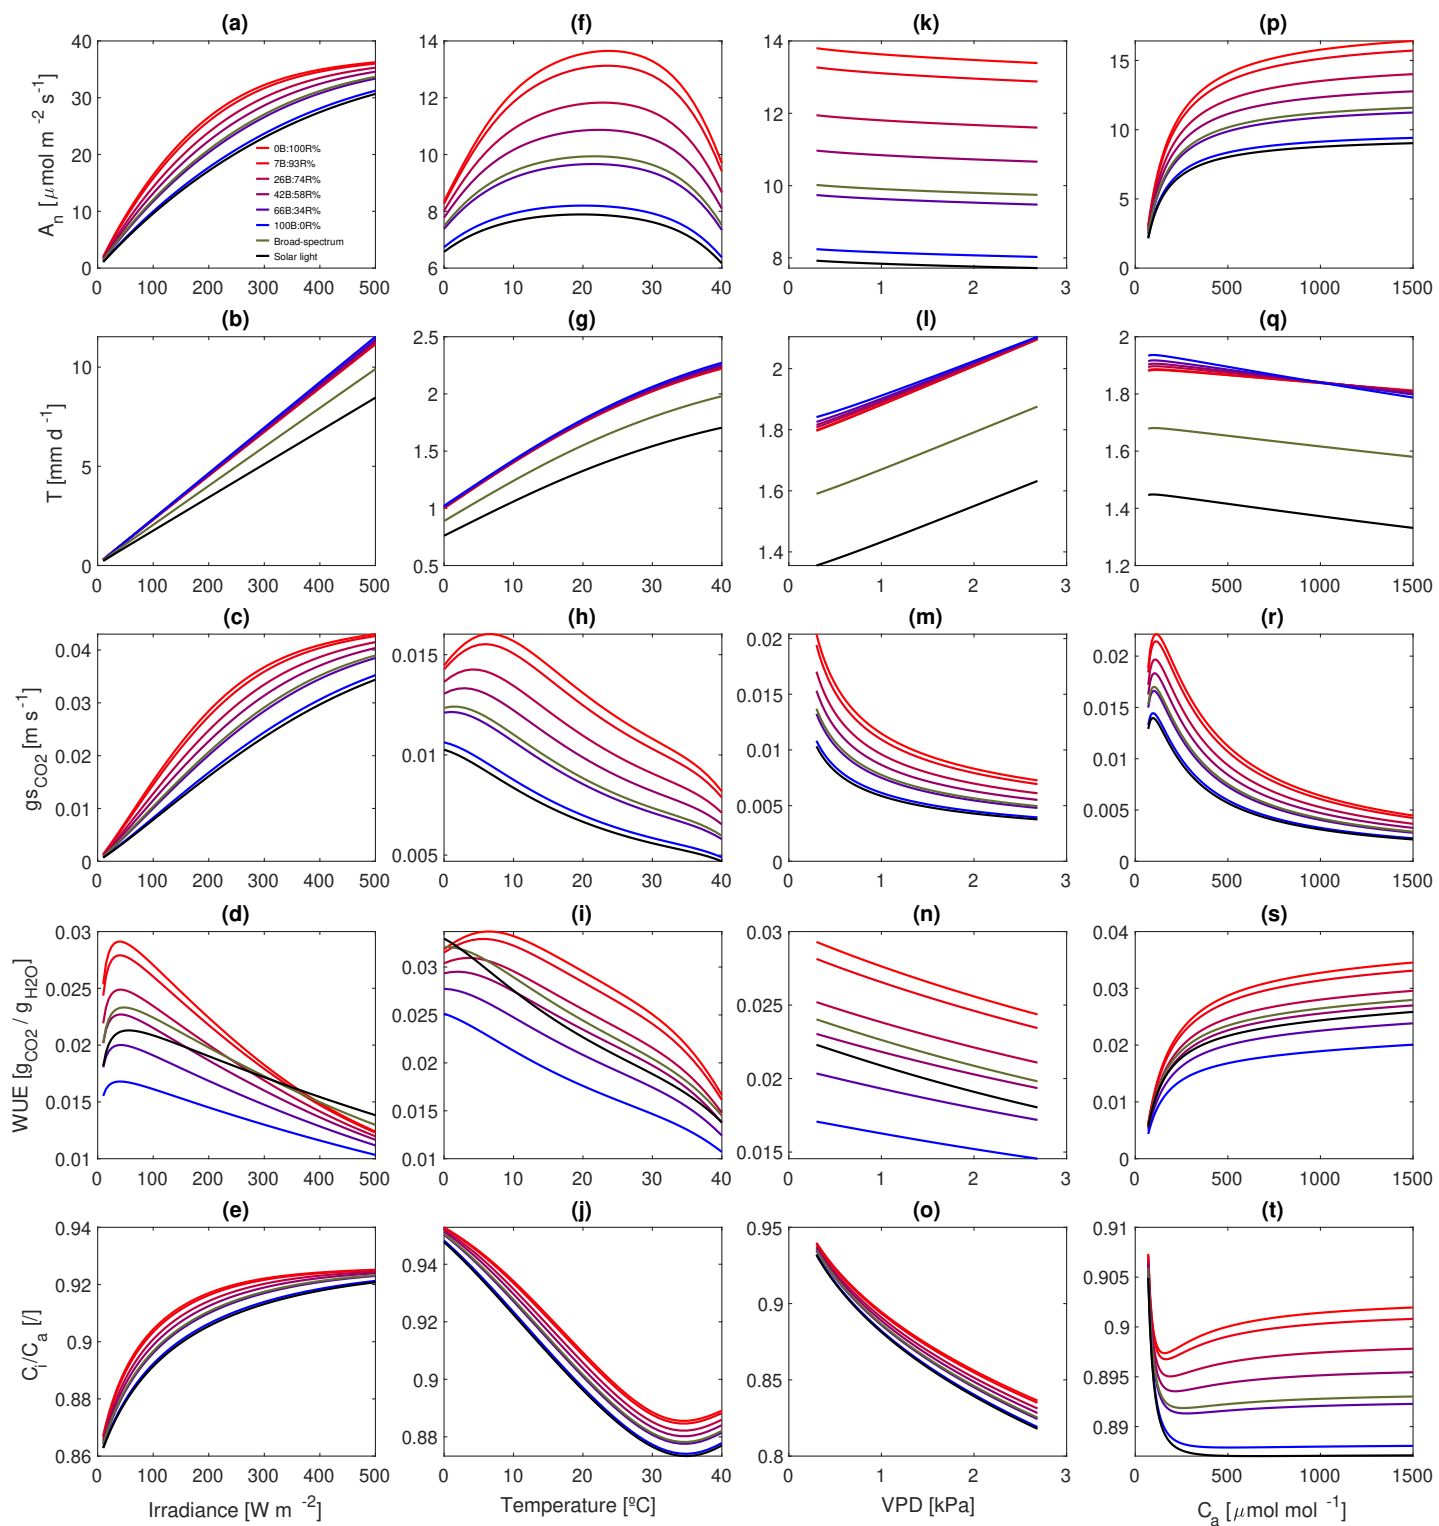 (a) (f) (k) (p)
40
30
20
10
0
A_n [μmol m^-2 s^-1]
0B:100R%
7B:93R%
26B:74R%
42B:58R%
66B:34R%
100B:0R%
Broad-spectrum
Solar light
0 100 200 300 400 500
14
12
10
8
6
0 10 20 30 40
14
12
10
8
0 1 2 3
15
10
5
0
0 500 1000 1500
(b) (g) (l) (q)
10
5
0
T [mm d^-1]
0 100 200 300 400 500
2.5
2
1.5
1
0.5
0 10 20 30 40
2
1.8
1.6
1.4
0 1 2 3
2
1.8
1.6
1.4
1.2
0 500 1000 1500
(c) (h) (m) (r)
0.04
0.03
0.02
0.01
0
gs_CO2 [m s^-1]
0 100 200 300 400 500
0.015
0.01
0.005
0 10 20 30 40
0.02
0.015
0.01
0.005
0
0 1 2 3
0.02
0.015
0.01
0.005
0
0 500 1000 1500
(d) (i) (n) (s)
0.03
0.025
0.02
0.015
0.01
WUE [g_CO2 / g_H2O]
0 100 200 300 400 500
0.03
0.025
0.02
0.015
0.01
0 10 20 30 40
0.03
0.025
0.02
0.015
0 1 2 3
0.04
0.03
0.02
0.01
0
0 500 1000 1500
(e) (j) (o) (t)
0.94
0.92
0.9
0.88
0.86
C_i/C_a [/]
0 100 200 300 400 500
Irradiance [W m^-2]
0.94
0.92
0.9
0.88
0 10 20 30 40
Temperature [ºC]
0.95
0.9
0.85
0.8
0 1 2 3
VPD [kPa]
0.91
0.905
0.9
0.895
0.89
0 500 1000 1500
C_a [μmol mol^-1]